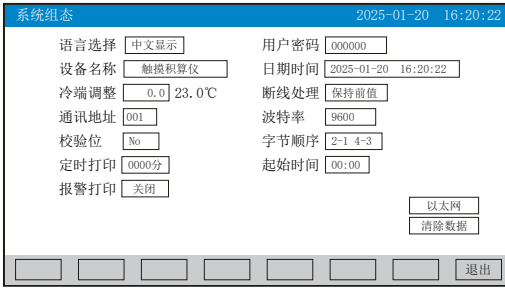 系统组态 2025-01-20 16:20:22
语言选择 中文显示 用户密码 000000
设备名称 触摸积算仪 日期时间 2025-01-20 16:20:22
冷端调整 0.0 23.0℃ 断线处理 保持前值
通讯地址 001 波特率 9600
校验位 No 字节顺序 2-1 4-3
定时打印 0000分 起始时间 00:00
报警打印 关闭
以太网
清除数据
退出